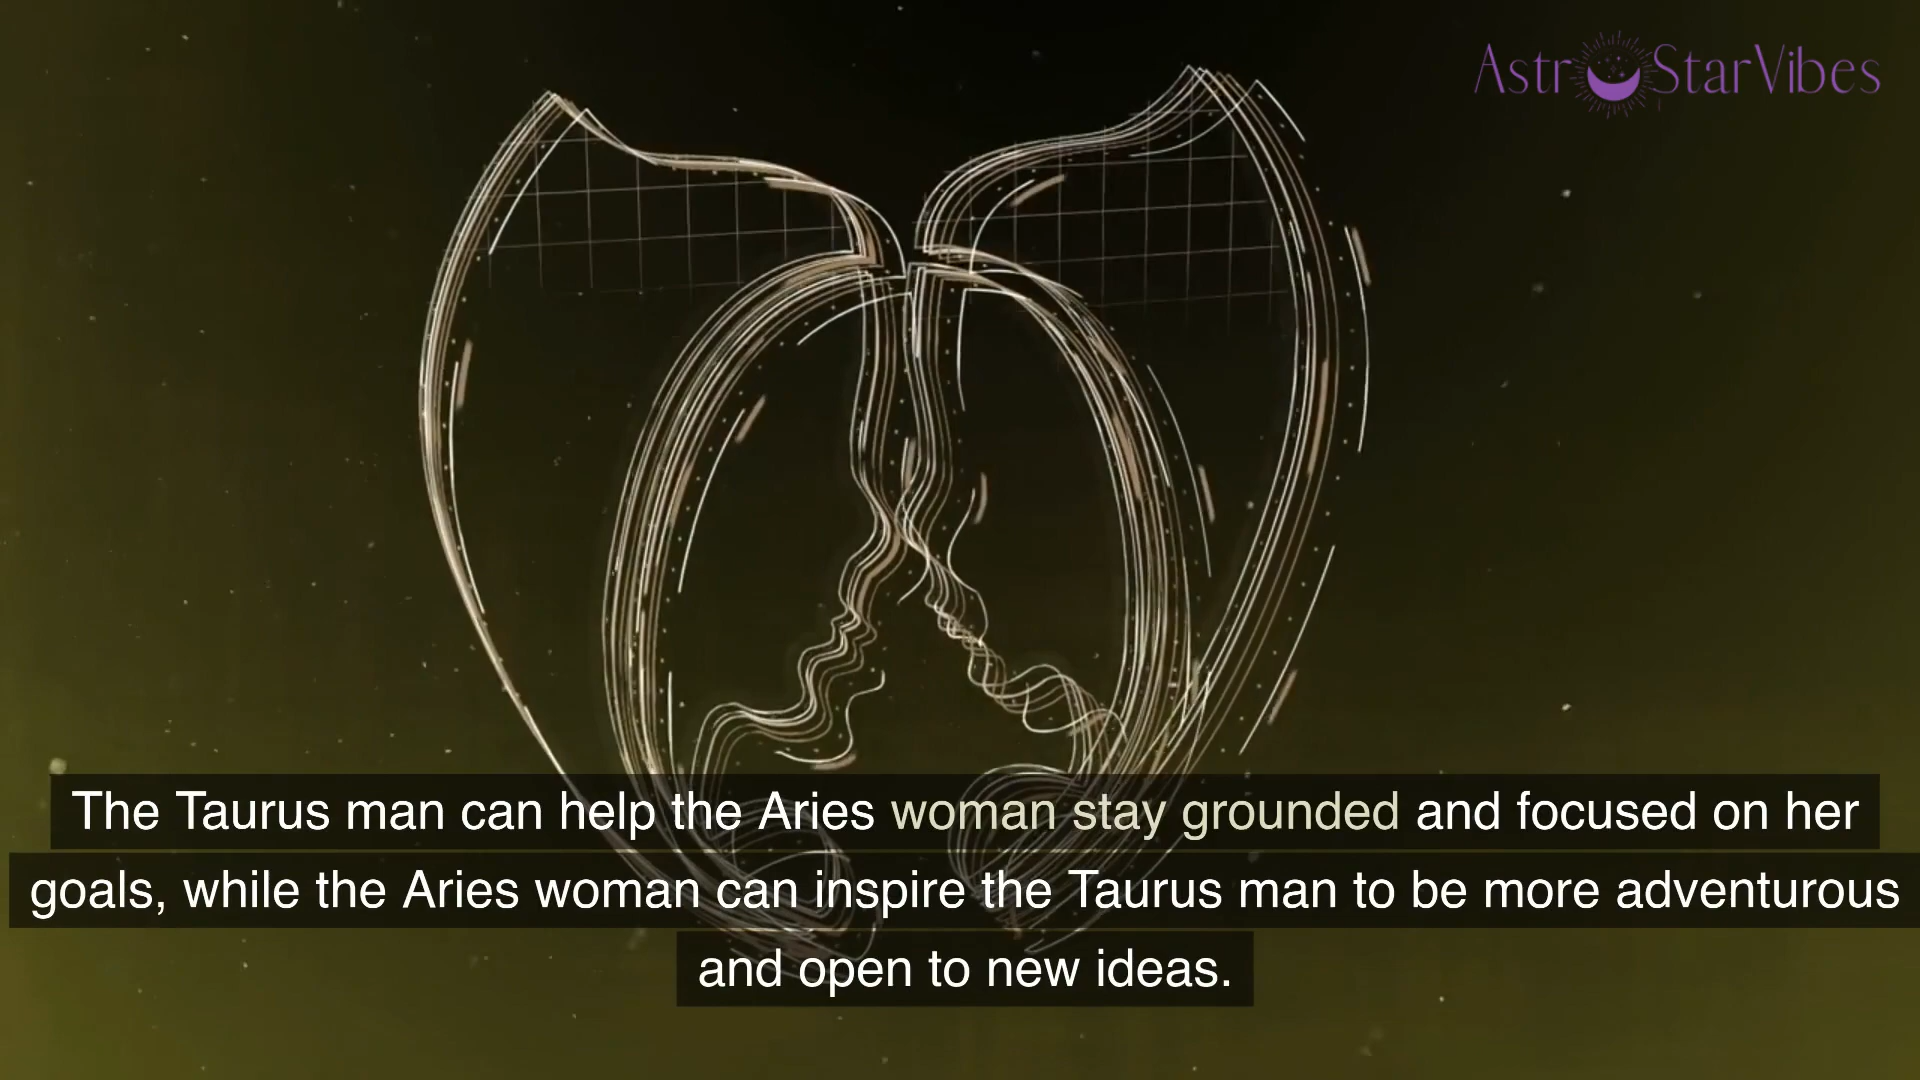 AstroStarVibes
The Taurus man can help the Aries woman stay grounded and focused on her
goals, while the Aries woman can inspire the Taurus man to be more adventurous
and open to new ideas.